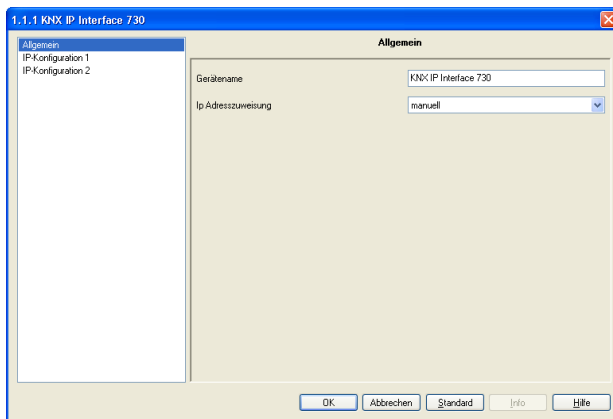 1.1.1 KNX IP Interface 730
Allgemein
IP-Konfiguration 1
IP-Konfiguration 2
Allgemein
Gerätename
KNX IP Interface 730
Ip Adresszuweisung
manuell
OK
Abbrechen
Standard
Info
Hilfe